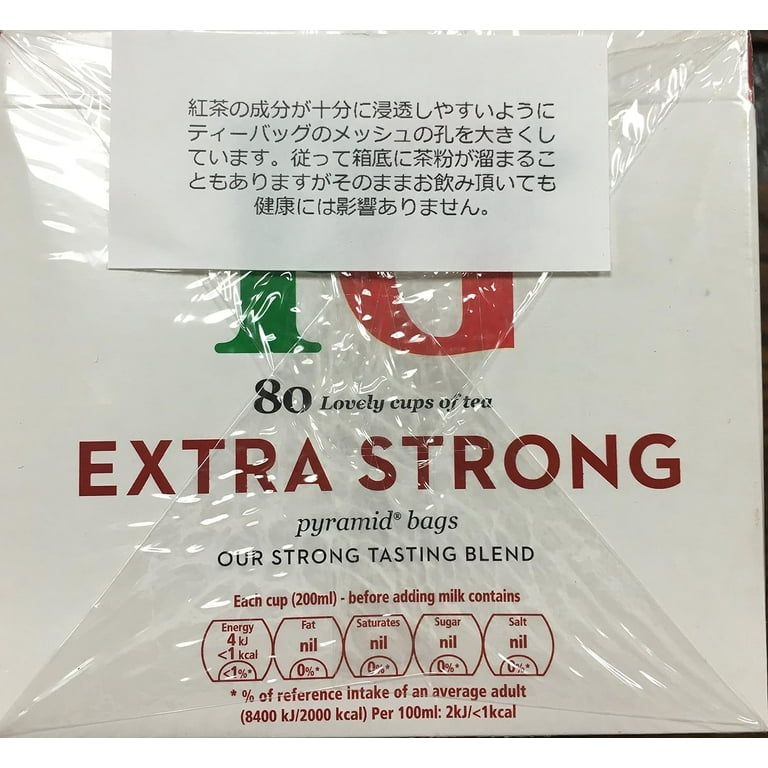 紅茶の成分が十分に浸透しやすいように
ティーバッグのメッシュの孔を大きくし
ています。従って箱底に茶粉が溜まるこ
ともありますがそのままお飲み頂いても
健康には影響ありません。
80 Lovely cups of tea
EXTRA STRONG
pyramid® bags
OUR STRONG TASTING BLEND
Each cup (200ml) - before adding milk contains
Energy Fat Saturates Sugar Salt
4 kJ nil nil nil nil
<1 kcal
<1%* 0%* 0%* 0%* 0%*
* % of reference intake of an average adult
(8400 kJ/2000 kcal) Per 100ml: 2kJ/<1kcal